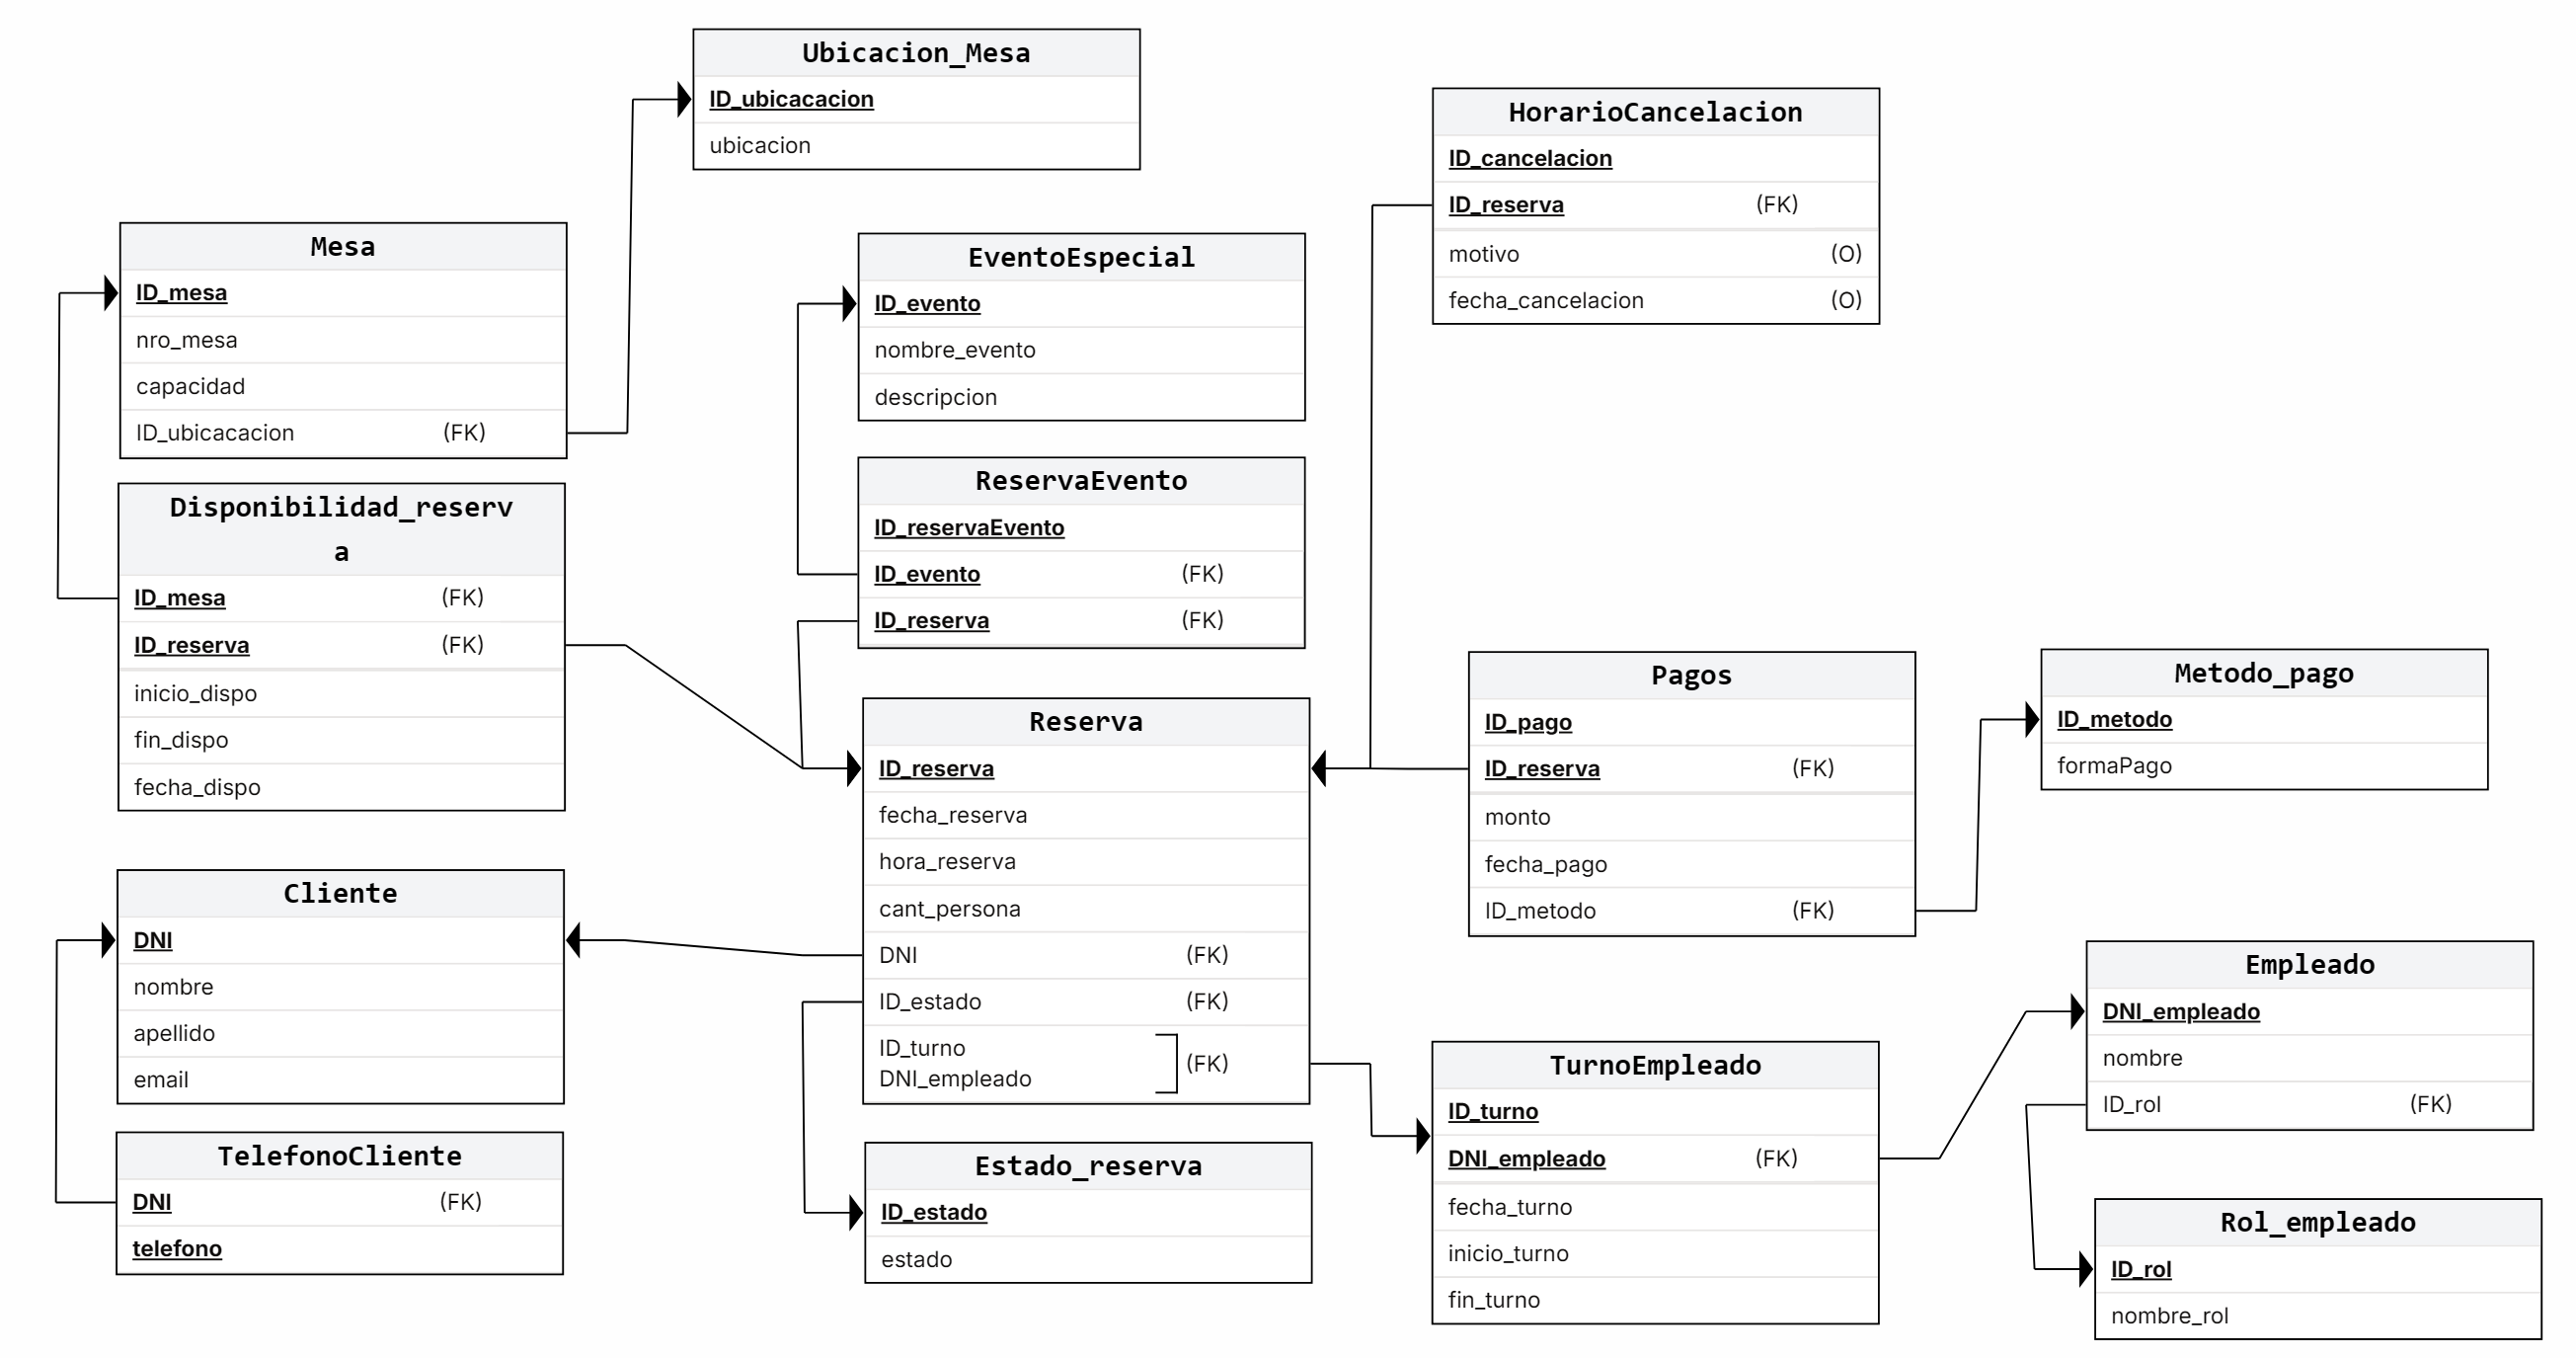 Ubicacion_Mesa
ID_ubicacacion
ubicacion
HorarioCancelacion
ID_cancelacion
ID_reserva (FK)
motivo (O)
fecha_cancelacion (O)
Mesa
ID_mesa
nro_mesa
capacidad
ID_ubicacacion (FK)
EventoEspecial
ID_evento
nombre_evento
descripcion
Disponibilidad_reserv
a
ID_mesa (FK)
ID_reserva (FK)
inicio_dispo
fin_dispo
fecha_dispo
ReservaEvento
ID_reservaEvento
ID_evento (FK)
ID_reserva (FK)
Reserva
ID_reserva
fecha_reserva
hora_reserva
cant_persona
DNI (FK)
ID_estado (FK)
ID_turno
DNI_empleado (FK)
Pagos
ID_pago
ID_reserva (FK)
monto
fecha_pago
ID_metodo (FK)
Metodo_pago
ID_metodo
formaPago
Cliente
DNI
nombre
apellido
email
TelefonoCliente
DNI (FK)
telefono
Estado_reserva
ID_estado
estado
TurnoEmpleado
ID_turno
DNI_empleado (FK)
fecha_turno
inicio_turno
fin_turno
Empleado
DNI_empleado
nombre
ID_rol (FK)
Rol_empleado
ID_rol
nombre_rol